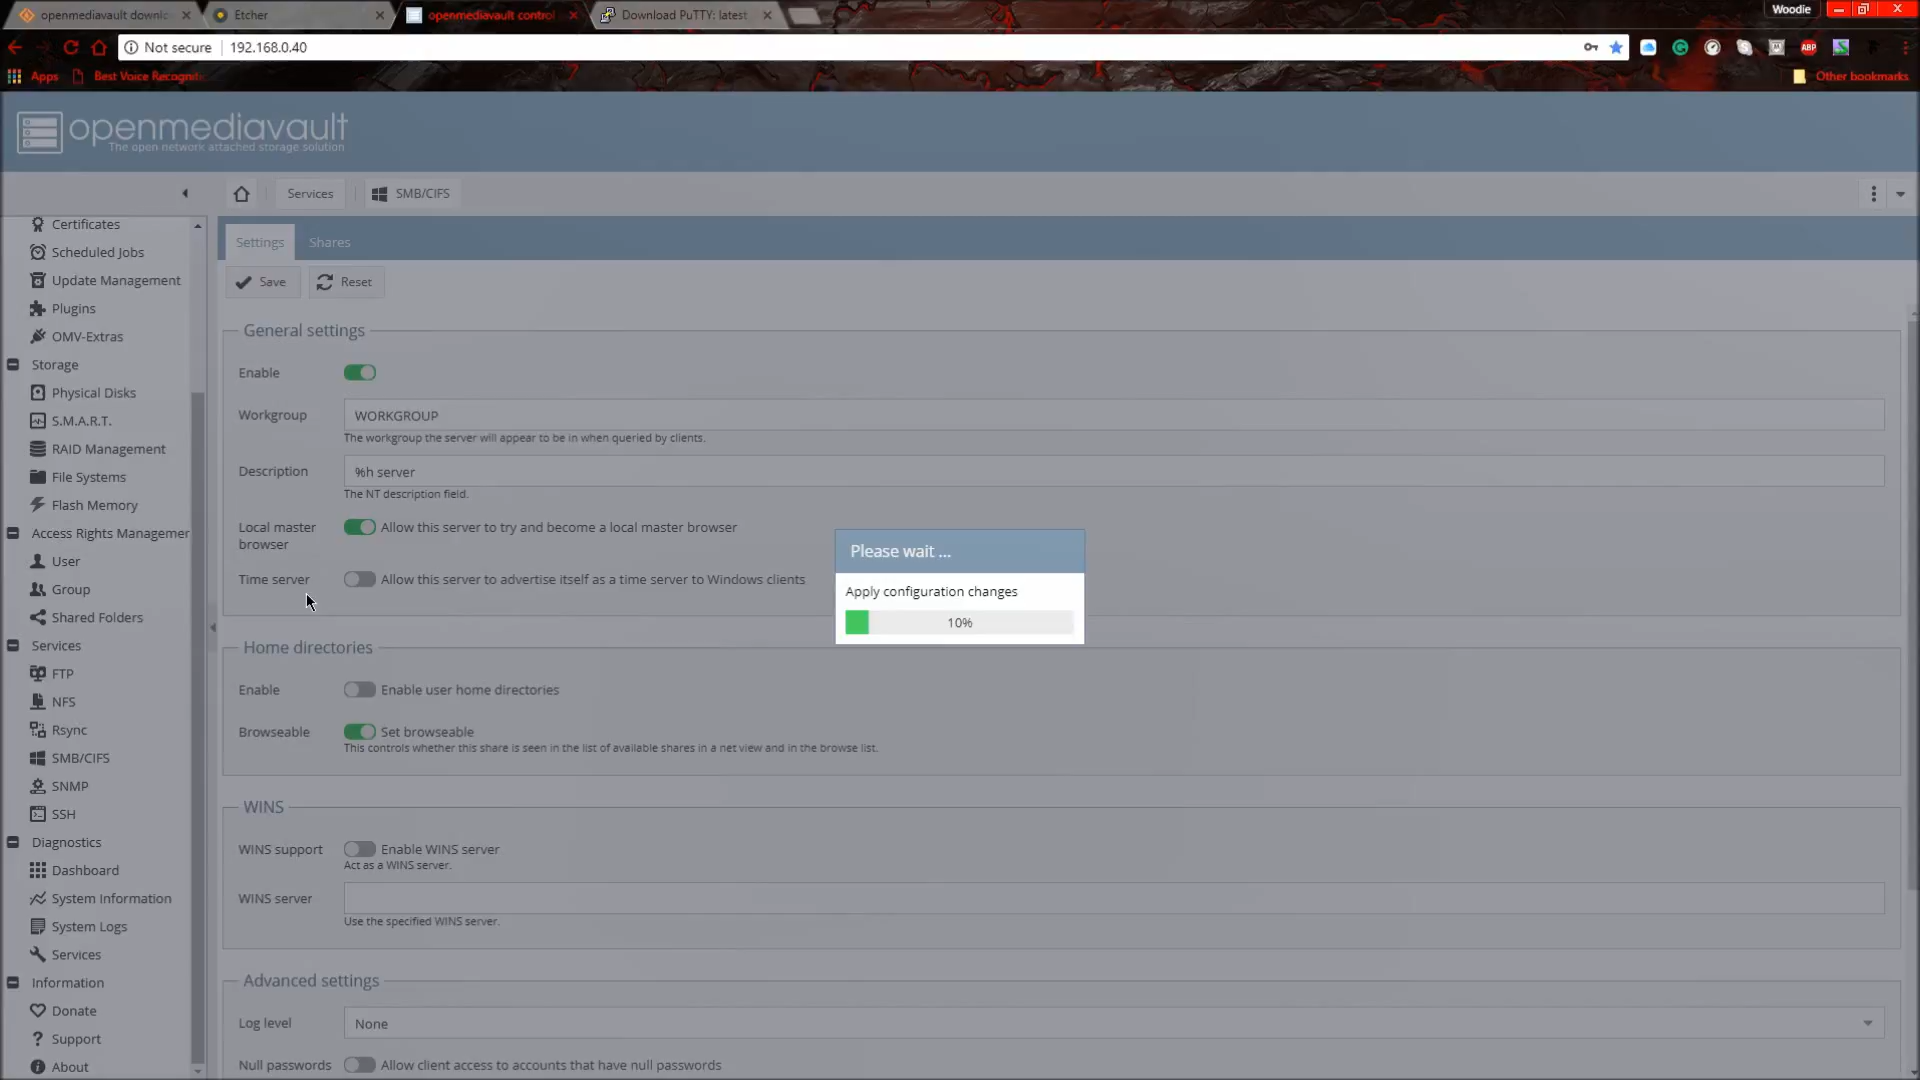 openmediavault downlo
Etcher
openmediavault control
Download PuTTY: latest
Woodie
Not secure
192.168.0.40
ABP
Apps
Best Voice Recogniti
Other bookmarks
openmediavault
The open network attached storage solution
Services
SMB/CIFS
Certificates
Scheduled Jobs
Update Management
Plugins
OMV-Extras
Storage
Physical Disks
S.M.A.R.T.
RAID Management
File Systems
Flash Memory
Access Rights Managemer
User
Group
Shared Folders
Services
FTP
NFS
Rsync
SMB/CIFS
SNMP
SSH
Diagnostics
Dashboard
System Information
System Logs
Services
Information
Donate
Support
About
Settings
Shares
Save
Reset
General settings
Enable
Workgroup
WORKGROUP
The workgroup the server will appear to be in when queried by clients.
Description
%h server
The NT description field.
Local master
browser
Allow this server to try and become a local master browser
Time server
Allow this server to advertise itself as a time server to Windows clients
Please wait ...
Apply configuration changes
10%
Home directories
Enable
Enable user home directories
Browseable
Set browseable
This controls whether this share is seen in the list of available shares in a net view and in the browse list.
WINS
WINS support
Enable WINS server
Act as a WINS server.
WINS server
Use the specified WINS server.
Advanced settings
Log level
None
Null passwords
Allow client access to accounts that have null passwords